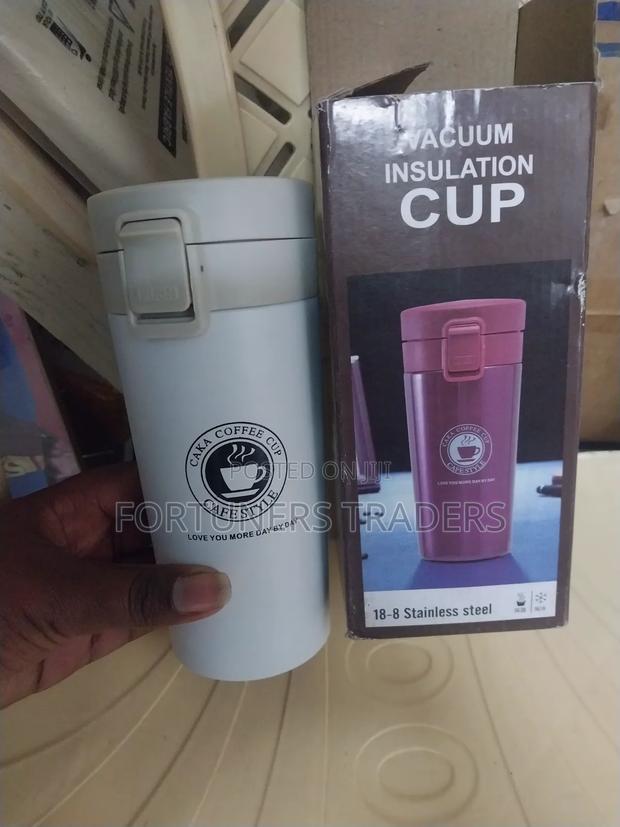 VACUUM
INSULATION
CUP
PUSH
CAKA COFFEE CUP
CAFESTYLE
LOVE YOU MORE DAY BY DAY
CAKA COFFEE CUP
CAFESTYLE
LOVE YOU MORE DAY BY DAY
POSTED ON JIJI
FORTUNERS TRADERS
18-8 Stainless steel